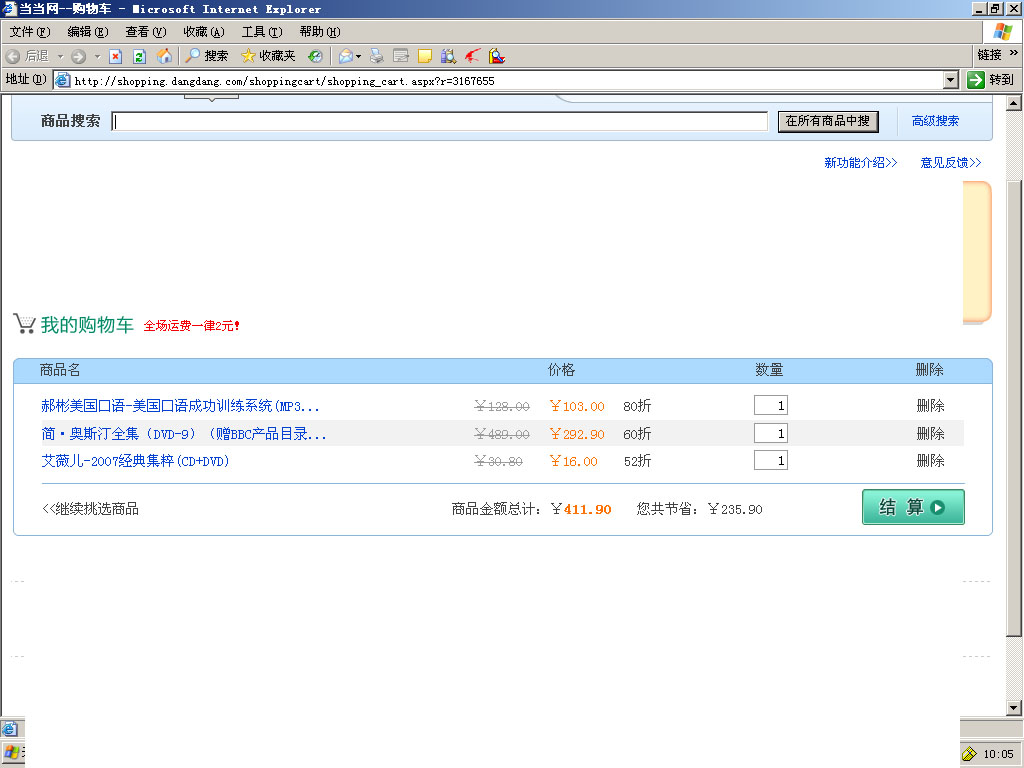 当当网--购物车 - Microsoft Internet Explorer
文件(F) 编辑(E) 查看(V) 收藏(A) 工具(T) 帮助(H)
后退 搜索 收藏夹 链接 »
地址(D) http://shopping.dangdang.com/shoppingcart/shopping_cart.aspx?r=3167655 转到
商品搜索 在所有商品中搜 高级搜索
新功能介绍>> 意见反馈>>
我的购物车 全场运费一律2元!
商品名 价格 数量 删除
郝彬美国口语-美国口语成功训练系统(MP3... ￥128.00 ￥103.00 80折 1 删除
简·奥斯汀全集（DVD-9）（赠BBC产品目录... ￥489.00 ￥292.90 60折 1 删除
艾薇儿-2007经典集粹(CD+DVD) ￥30.80 ￥16.00 52折 1 删除
<<继续挑选商品 商品金额总计：￥411.90 您共节省：￥235.90 结 算
10:05